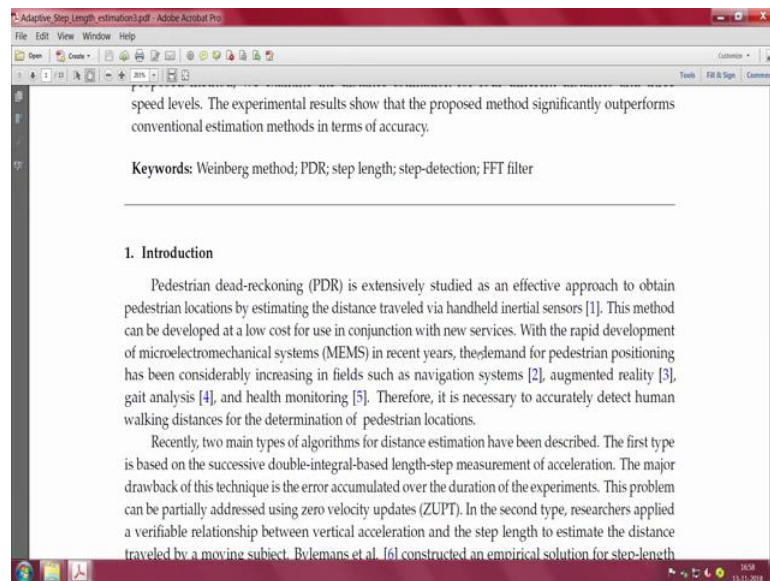 Adaptive_Step_Length_estimation3.pdf - Adobe Acrobat Pro
File Edit View Window Help
Open Create Customize
1 / 13 201% Tools Fill & Sign Comment
speed levels. The experimental results show that the proposed method significantly outperforms
conventional estimation methods in terms of accuracy.
Keywords: Weinberg method; PDR; step length; step-detection; FFT filter
1. Introduction
Pedestrian dead-reckoning (PDR) is extensively studied as an effective approach to obtain
pedestrian locations by estimating the distance traveled via handheld inertial sensors [1]. This method
can be developed at a low cost for use in conjunction with new services. With the rapid development
of microelectromechanical systems (MEMS) in recent years, the demand for pedestrian positioning
has been considerably increasing in fields such as navigation systems [2], augmented reality [3],
gait analysis [4], and health monitoring [5]. Therefore, it is necessary to accurately detect human
walking distances for the determination of pedestrian locations.
Recently, two main types of algorithms for distance estimation have been described. The first type
is based on the successive double-integral-based length-step measurement of acceleration. The major
drawback of this technique is the error accumulated over the duration of the experiments. This problem
can be partially addressed using zero velocity updates (ZUPT). In the second type, researchers applied
a verifiable relationship between vertical acceleration and the step length to estimate the distance
traveled by a moving subject. Bylemans et al. [6] constructed an empirical solution for step-length
16:58
13-11-2018